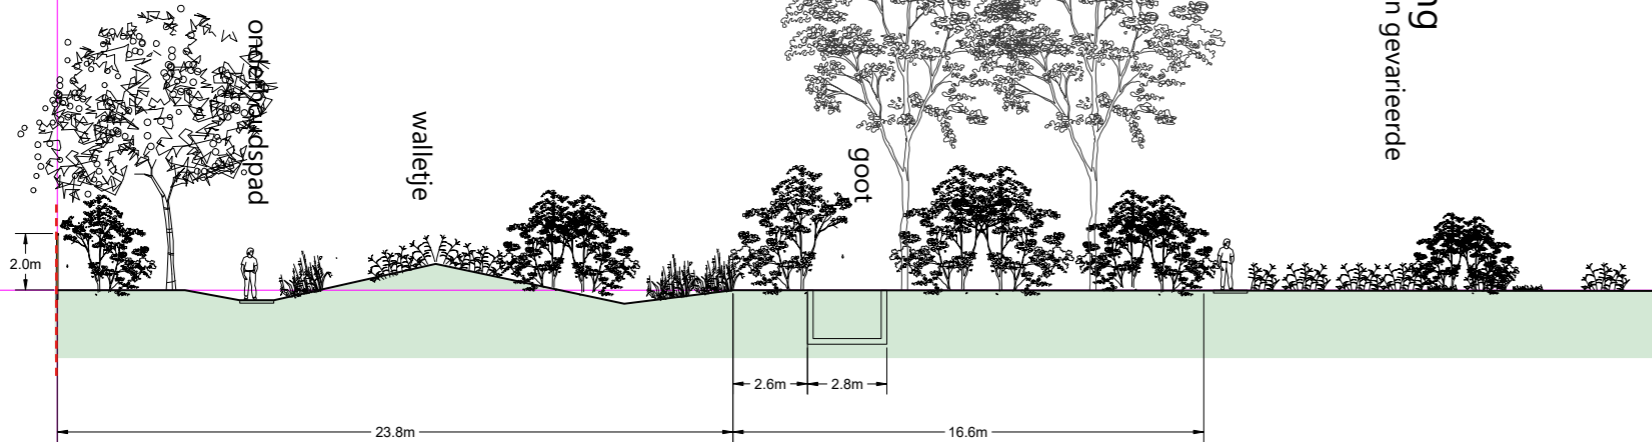 onderhoudspad
walletje
goot
ng
n gevarieerde
2.0m
2.6m
2.8m
23.8m
16.6m